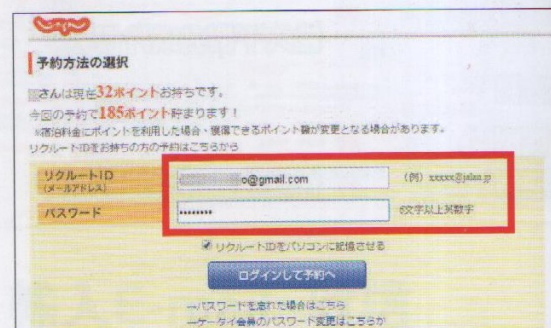 予約方法の選択
さんは現在32ポイントお持ちです。
今回の予約で185ポイント貯まります！
※宿泊料金にポイントを利用した場合・獲得できるポイント数が変更となる場合があります。
リクルートIDをお持ちの方の予約はこちらから
リクルートID
(メールアドレス)
o@gmail.com
(例) xxxxx@jalan.jp
パスワード
••••••••
6文字以上英数字
リクルートIDをパソコンに記憶させる
ログインして予約へ
→パスワードを忘れた場合はこちら
→ケータイ会員のパスワード変更はこちらか